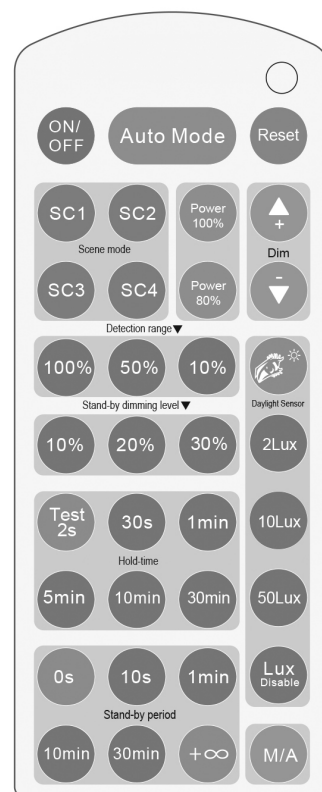 ON/
OFF
Auto Mode
Reset
SC1
SC2
Power
100%
+
Scene mode
Dim
SC3
SC4
Power
80%
-
Detection range▼
100%
50%
10%
Stand-by dimming level▼
Daylight Sensor
10%
20%
30%
2Lux
Test
2s
30s
1min
10Lux
Hold-time
5min
10min
30min
50Lux
0s
10s
1min
Lux
Disable
Stand-by period
10min
30min
+∞
M/A